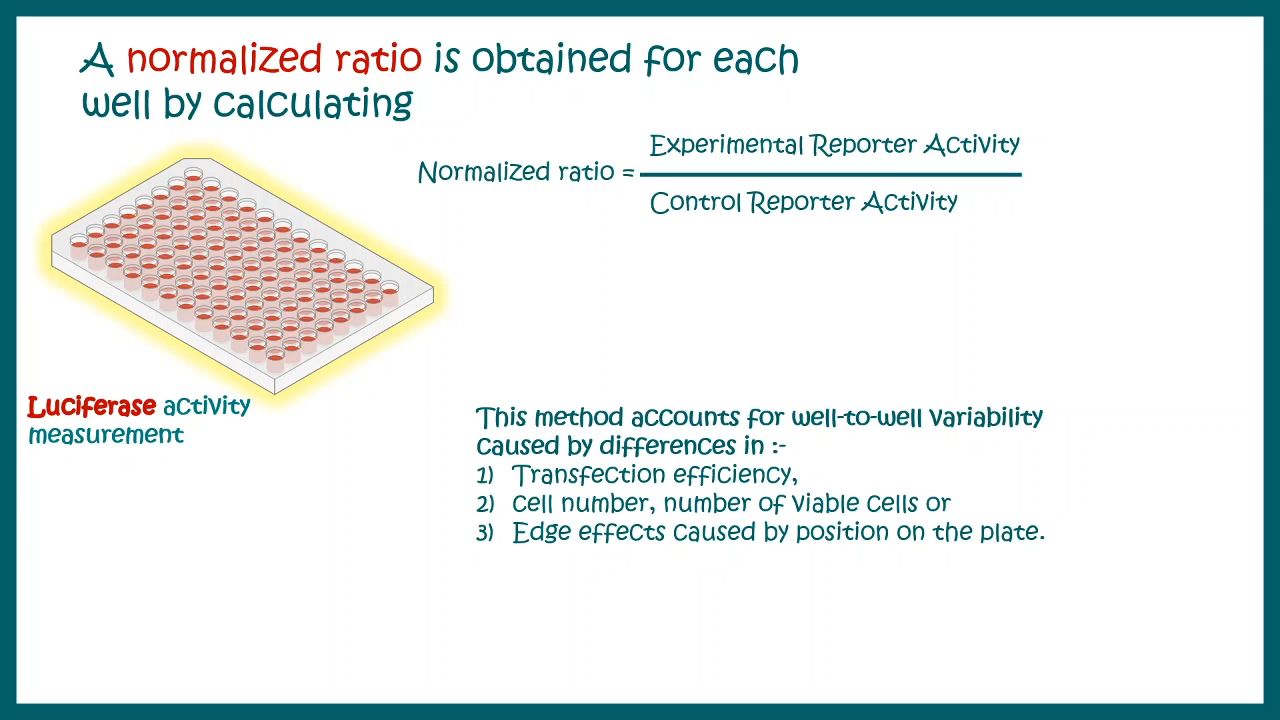 A normalized ratio is obtained for each
well by calculating
Experimental Reporter Activity
Normalized ratio =
Control Reporter Activity
Luciferase activity
measurement
This method accounts for well-to-well variability
caused by differences in :-
1) Transfection efficiency,
2) cell number, number of viable cells or
3) Edge effects caused by position on the plate.